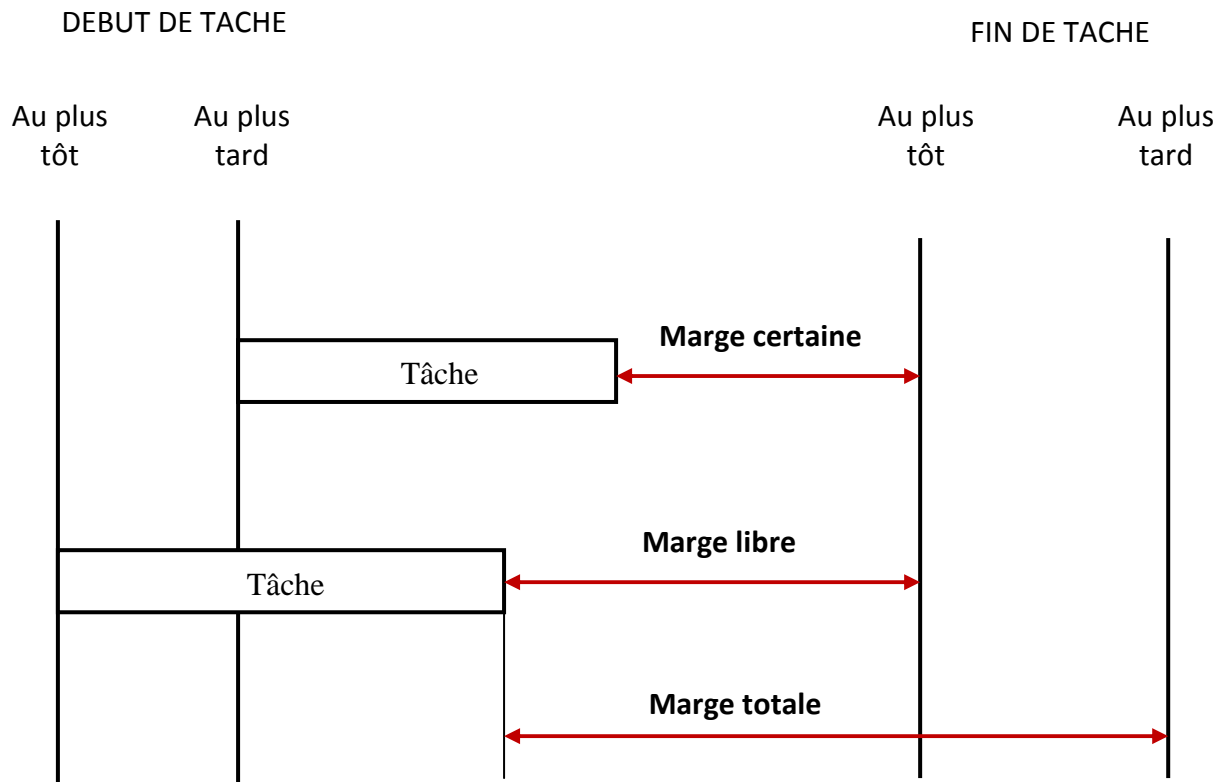 DEBUT DE TACHE
FIN DE TACHE
Au plus
tôt
Au plus
tard
Au plus
tôt
Au plus
tard
Marge certaine
Tâche
Marge libre
Tâche
Marge totale